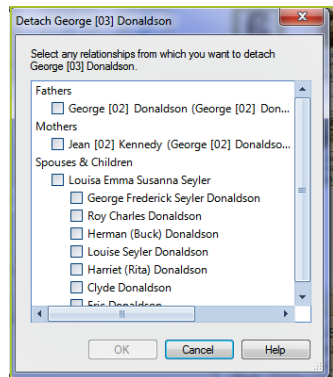 Detach George [03] Donaldson
Select any relationships from which you want to detach
George [03] Donaldson.
Fathers
George [02] Donaldson (George [02] Don...
Mothers
Jean [02] Kennedy (George [02] Donaldso...
Spouses & Children
Louisa Emma Susanna Seyler
George Frederick Seyler Donaldson
Roy Charles Donaldson
Herman (Buck) Donaldson
Louise Seyler Donaldson
Harriet (Rita) Donaldson
Clyde Donaldson
Eric Donaldson
OK Cancel Help